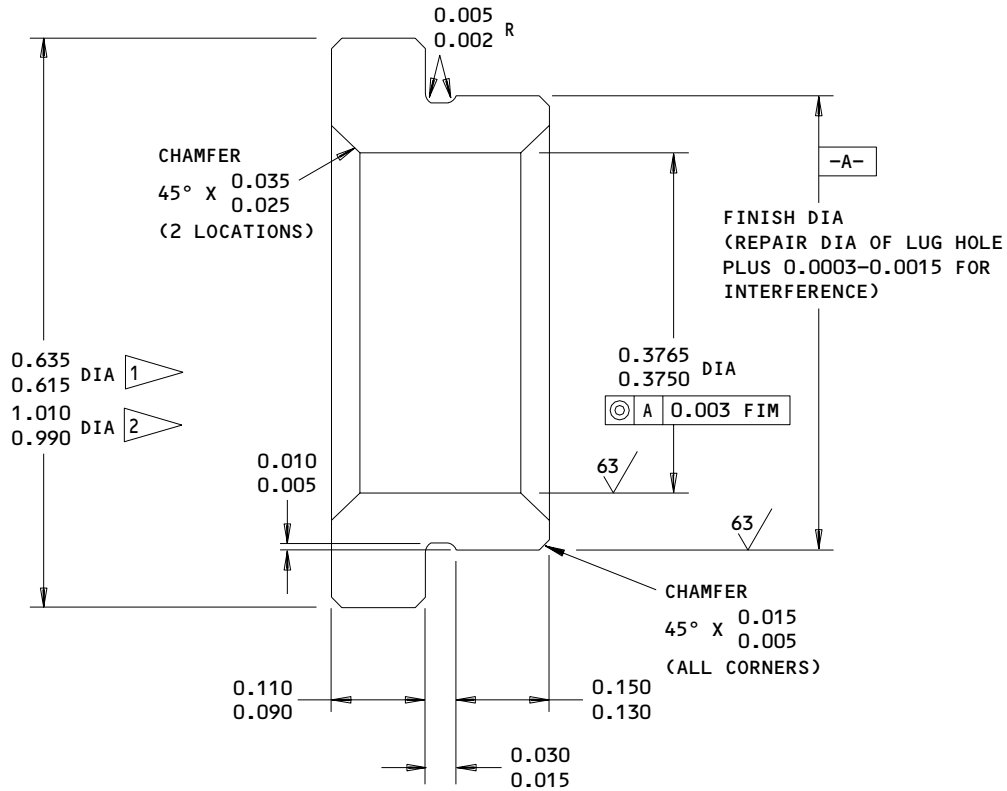 0.005
0.002 R
CHAMFER
45° X 0.035
0.025
(2 LOCATIONS)
-A-
FINISH DIA
(REPAIR DIA OF LUG HOLE
PLUS 0.0003-0.0015 FOR
INTERFERENCE)
0.635
0.615 DIA 1
1.010
0.990 DIA 2
0.3765
0.3750 DIA
◎ A 0.003 FIM
0.010
0.005
63
63
CHAMFER
45° X 0.015
0.005
(ALL CORNERS)
0.110
0.090
0.150
0.130
0.030
0.015